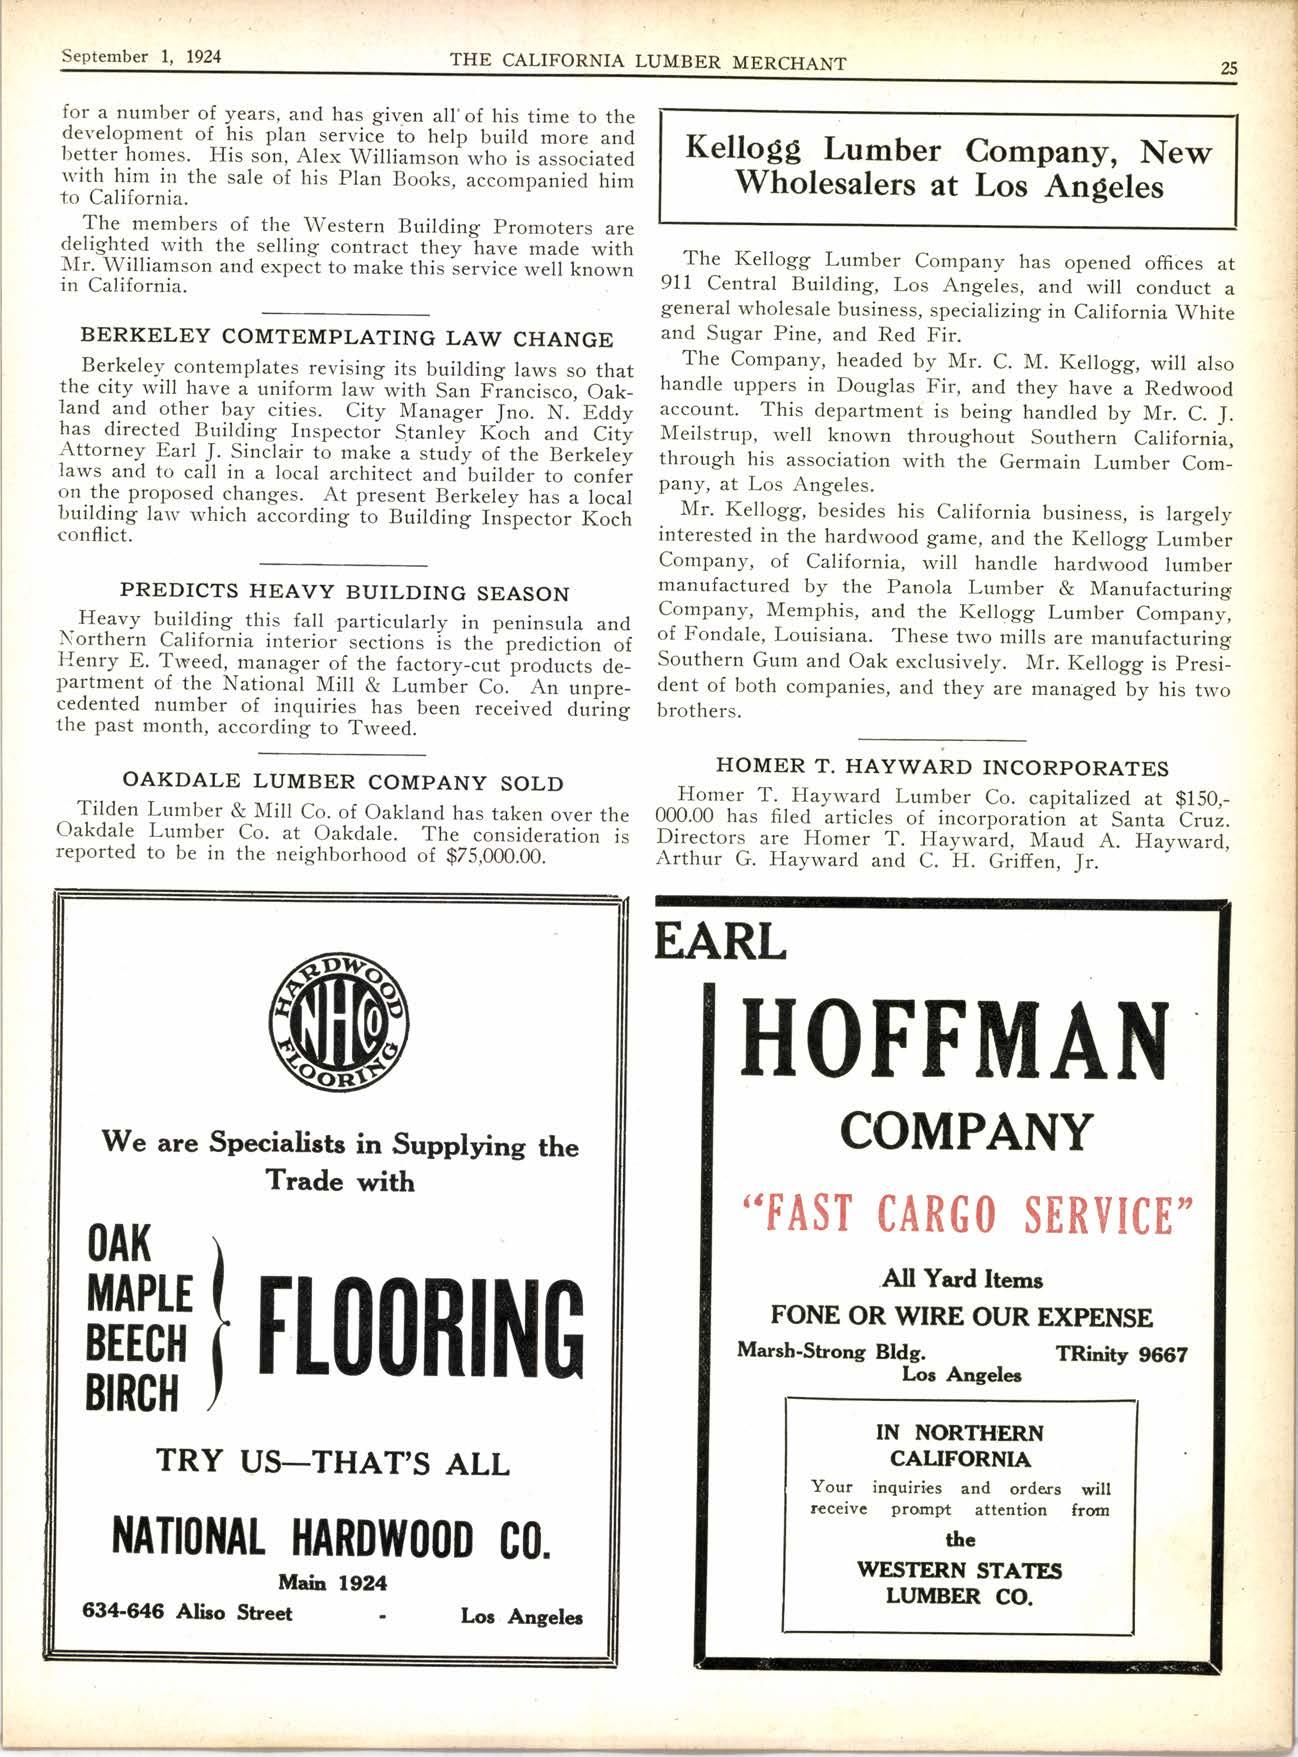 September 1, 1924
THE CALIFORNIA LUMBER MERCHANT
25
for a number of years, and has given all of his time to the
development of his plan service to help build more and
better homes. His son, Alex Williamson who is associated
with him in the sale of his Plan Books, accompanied him
to California.
The members of the Western Building Promoters are
delighted with the selling contract they have made with
Mr. Williamson and expect to make this service well known
in California.
BERKELEY COMTEMPLATING LAW CHANGE
Berkeley contemplates revising its building laws so that
the city will have a uniform law with San Francisco, Oak-
land and other bay cities. City Manager Jno. N. Eddy
has directed Building Inspector Stanley Koch and City
Attorney Earl J. Sinclair to make a study of the Berkeley
laws and to call in a local architect and builder to confer
on the proposed changes. At present Berkeley has a local
building law which according to Building Inspector Koch
conflict.
PREDICTS HEAVY BUILDING SEASON
Heavy building this fall particularly in peninsula and
Northern California interior sections is the prediction of
Henry E. Tweed, manager of the factory-cut products de-
partment of the National Mill & Lumber Co. An unpre-
cedented number of inquiries has been received during
the past month, according to Tweed.
OAKDALE LUMBER COMPANY SOLD
Tilden Lumber & Mill Co. of Oakland has taken over the
Oakdale Lumber Co. at Oakdale. The consideration is
reported to be in the neighborhood of $75,000.00.
Kellogg Lumber Company, New
Wholesalers at Los Angeles
The Kellogg Lumber Company has opened offices at
911 Central Building, Los Angeles, and will conduct a
general wholesale business, specializing in California White
and Sugar Pine, and Red Fir.
The Company, headed by Mr. C. M. Kellogg, will also
handle uppers in Douglas Fir, and they have a Redwood
account. This department is being handled by Mr. C. J.
Meilstrup, well known throughout Southern California,
through his association with the Germain Lumber Com-
pany, at Los Angeles.
Mr. Kellogg, besides his California business, is largely
interested in the hardwood game, and the Kellogg Lumber
Company, of California, will handle hardwood lumber
manufactured by the Panola Lumber & Manufacturing
Company, Memphis, and the Kellogg Lumber Company,
of Fondale, Louisiana. These two mills are manufacturing
Southern Gum and Oak exclusively. Mr. Kellogg is Presi-
dent of both companies, and they are managed by his two
brothers.
HOMER T. HAYWARD INCORPORATES
Homer T. Hayward Lumber Co. capitalized at $150,-
000.00 has filed articles of incorporation at Santa Cruz.
Directors are Homer T. Hayward, Maud A. Hayward,
Arthur G. Hayward and C. H. Griffen, Jr.
HARDWOOD
NHCo
FLOORING
We are Specialists in Supplying the
Trade with
OAK
MAPLE
BEECH
BIRCH
FLOORING
TRY US—THAT'S ALL
NATIONAL HARDWOOD CO.
Main 1924
634-646 Aliso Street - Los Angeles
EARL
HOFFMAN
COMPANY
“FAST CARGO SERVICE”
All Yard Items
FONE OR WIRE OUR EXPENSE
Marsh-Strong Bldg. TRinity 9667
Los Angeles
IN NORTHERN
CALIFORNIA
Your inquiries and orders will
receive prompt attention from
the
WESTERN STATES
LUMBER CO.